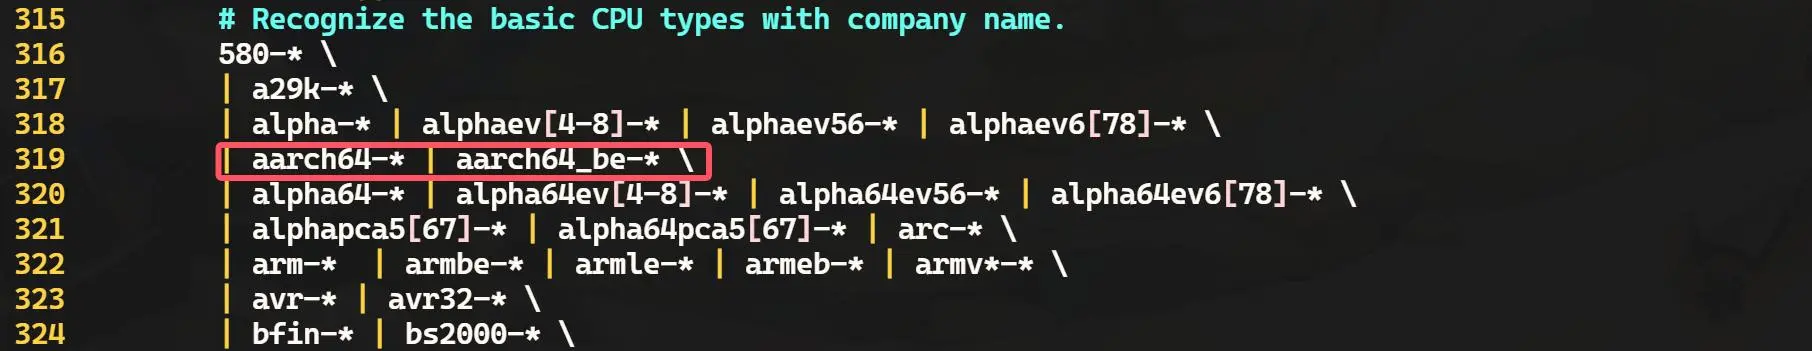 315 # Recognize the basic CPU types with company name.
316 580-* \
317 | a29k-* \
318 | alpha-* | alphaev[4-8]-* | alphaev56-* | alphaev6[78]-* \
319 | aarch64-* | aarch64_be-* \
320 | alpha64-* | alpha64ev[4-8]-* | alpha64ev56-* | alpha64ev6[78]-* \
321 | alphapca5[67]-* | alpha64pca5[67]-* | arc-* \
322 | arm-*  | armbe-* | armle-* | armeb-* | armv*-* \
323 | avr-* | avr32-* \
324 | bfin-* | bs2000-* \